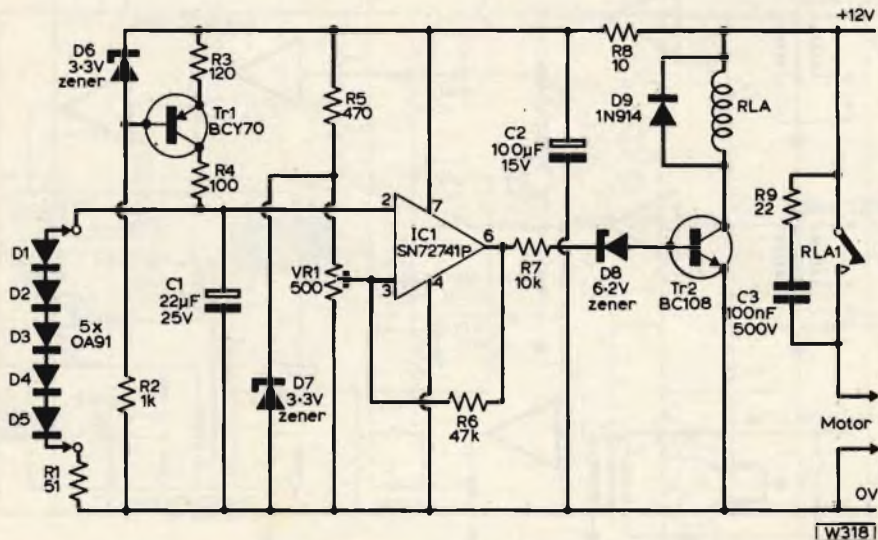 +12V
D6
3·3V
zener
R3
120
Tr1
BCY70
R4
100
R5
470
R8
10
D9
1N914
RLA
C2
100µF
15V
R9
22
RLA1
2
7
IC1
SN72741P
6
3
4
R7
10k
D8
6·2V
zener
Tr2
BC108
C3
100nF
500V
D1
D2
D3
D4
D5
5x
OA91
C1
22µF
25V
VR1
500
R2
1k
D7
3·3V
zener
R6
47k
Motor
R1
51
0V
W318